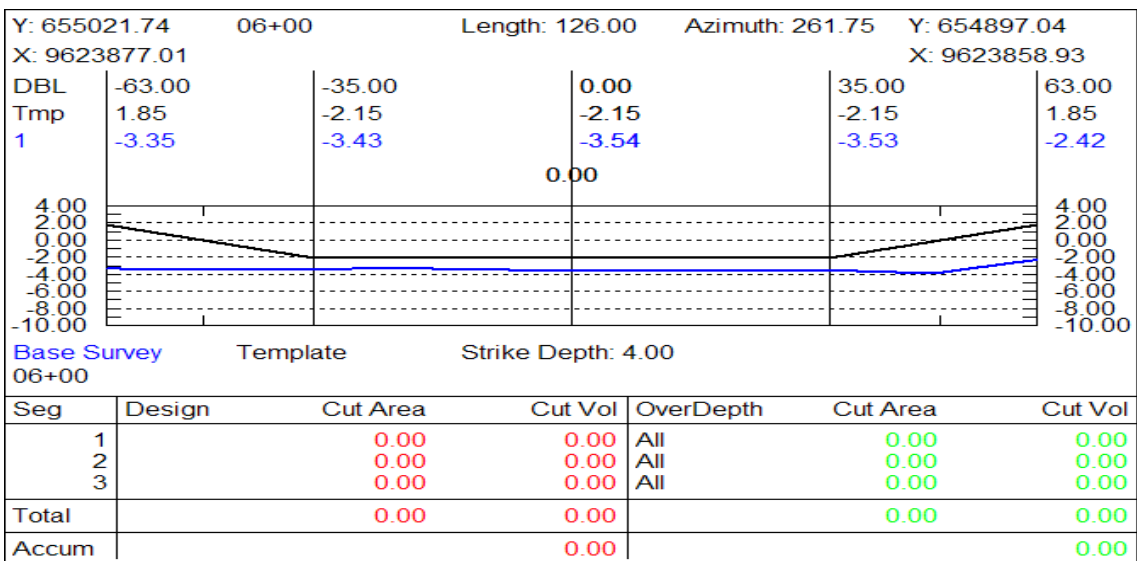 Y: 655021.74 06+00 Length: 126.00 Azimuth: 261.75 Y: 654897.04
X: 9623877.01 X: 9623858.93
DBL -63.00 -35.00 0.00 35.00 63.00
Tmp 1.85 -2.15 -2.15 -2.15 1.85
1 -3.35 -3.43 -3.54 -3.53 -2.42
0.00
4.00 4.00
2.00 2.00
0.00 0.00
-2.00 -2.00
-4.00 -4.00
-6.00 -6.00
-8.00 -8.00
-10.00 -10.00
Base Survey Template Strike Depth: 4.00
06+00
Seg Design Cut Area Cut Vol OverDepth Cut Area Cut Vol
1 0.00 0.00 All 0.00 0.00
2 0.00 0.00 All 0.00 0.00
3 0.00 0.00 All 0.00 0.00
Total 0.00 0.00 0.00 0.00
Accum 0.00 0.00